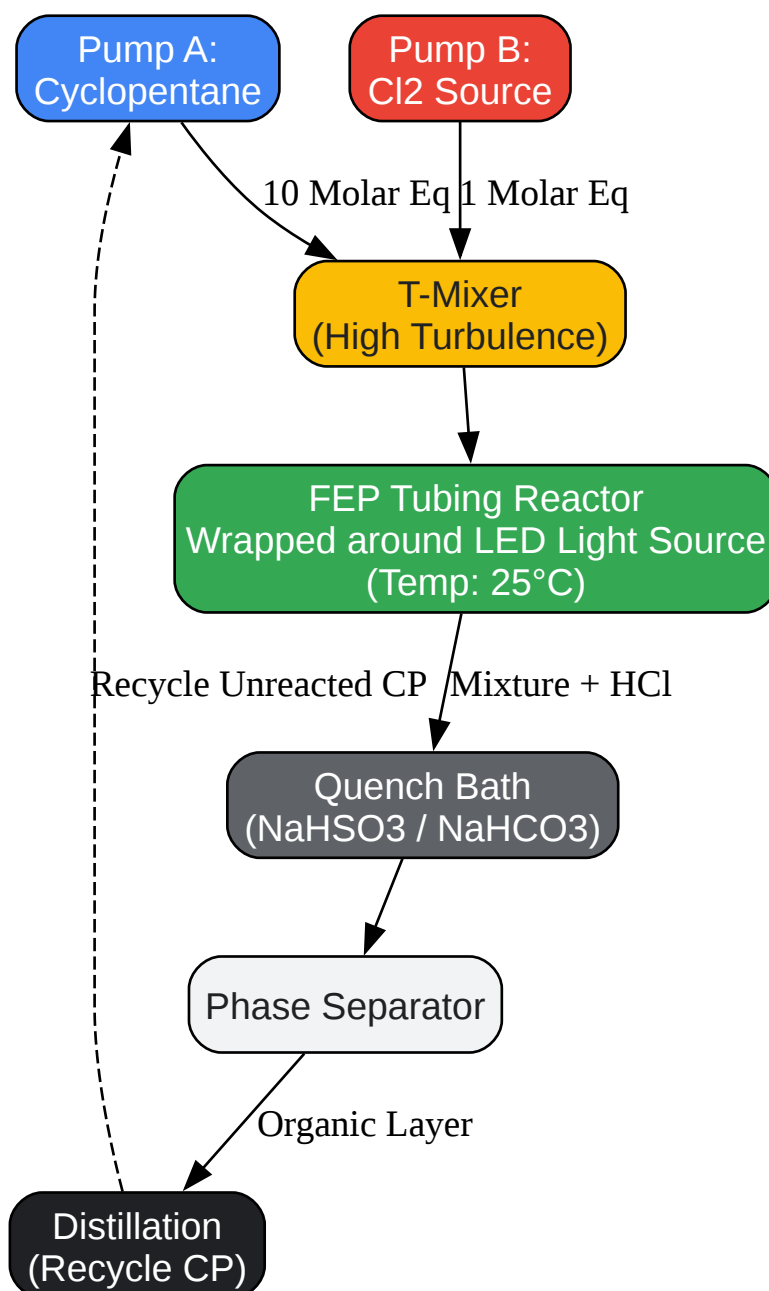 Pump A:
Cyclopentane
Pump B:
Cl2 Source
10 Molar Eq
1 Molar Eq
T-Mixer
(High Turbulence)
FEP Tubing Reactor
Wrapped around LED Light Source
(Temp: 25°C)
Recycle Unreacted CP
Mixture + HCl
Quench Bath
(NaHSO3 / NaHCO3)
Phase Separator
Organic Layer
Distillation
(Recycle CP)